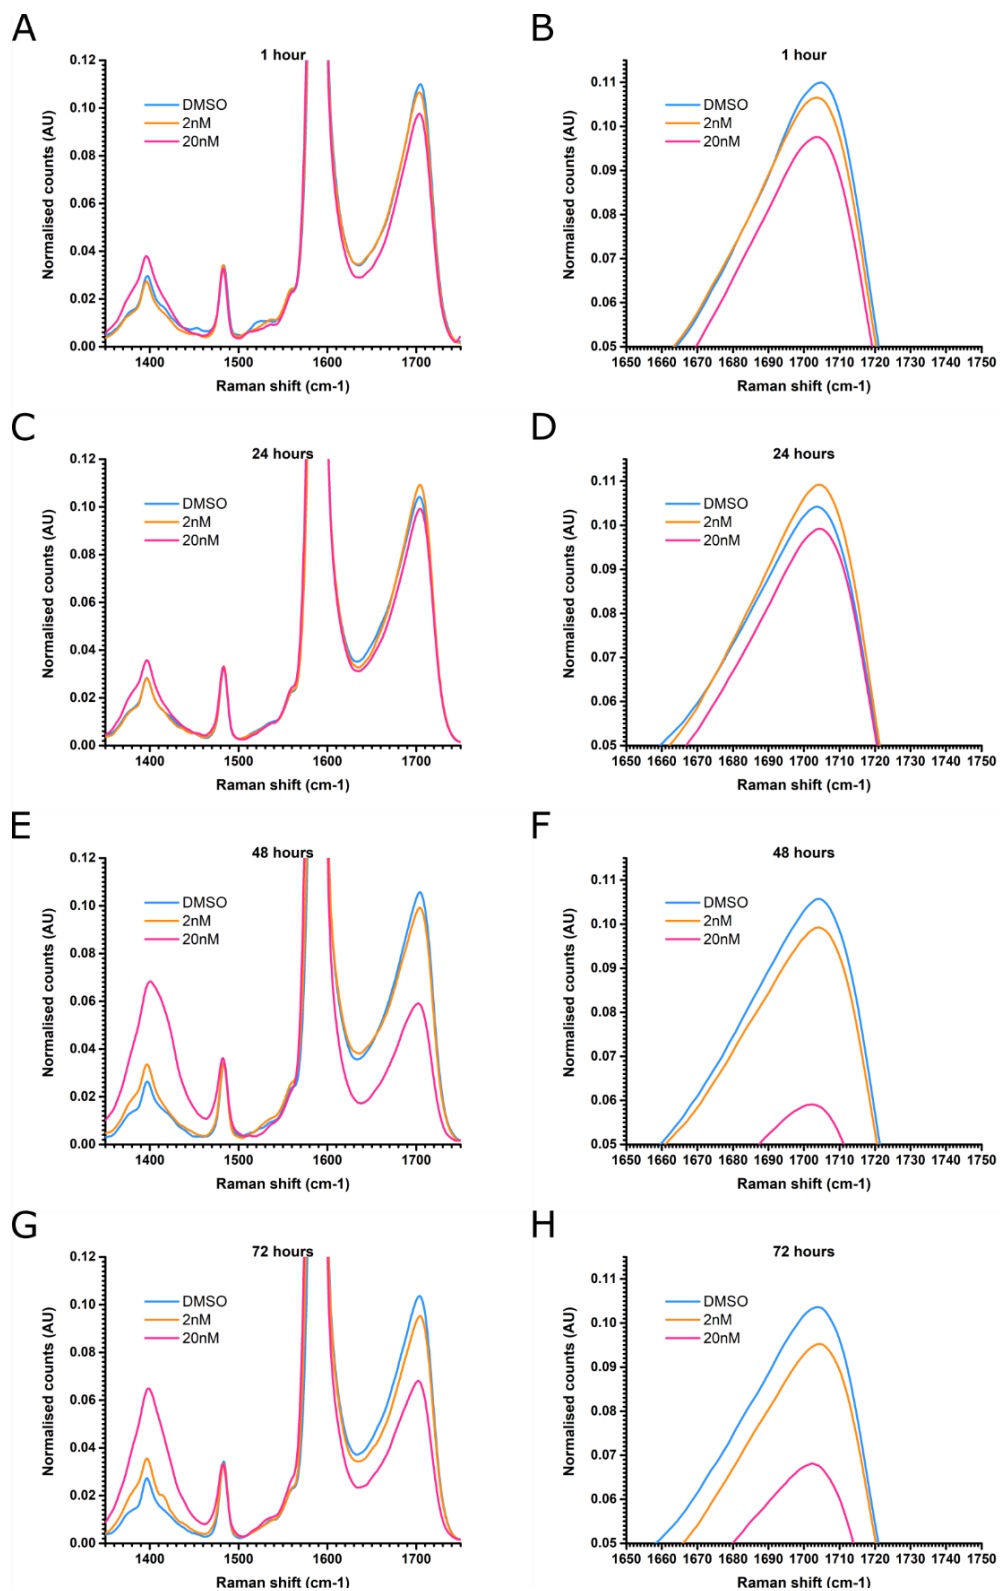 A
1 hour
Normalised counts (AU)
0.12
0.10
0.08
0.06
0.04
0.02
0.00
DMSO
2nM
20nM
1400 1500 1600 1700
Raman shift (cm-1)
B
1 hour
Normalised counts (AU)
0.11
0.10
0.09
0.08
0.07
0.06
0.05
DMSO
2nM
20nM
1650 1660 1670 1680 1690 1700 1710 1720 1730 1740 1750
Raman shift (cm-1)
C
24 hours
Normalised counts (AU)
0.12
0.10
0.08
0.06
0.04
0.02
0.00
DMSO
2nM
20nM
1400 1500 1600 1700
Raman shift (cm-1)
D
24 hours
Normalised counts (AU)
0.11
0.10
0.09
0.08
0.07
0.06
0.05
DMSO
2nM
20nM
1650 1660 1670 1680 1690 1700 1710 1720 1730 1740 1750
Raman shift (cm-1)
E
48 hours
Normalised counts (AU)
0.12
0.10
0.08
0.06
0.04
0.02
0.00
DMSO
2nM
20nM
1400 1500 1600 1700
Raman shift (cm-1)
F
48 hours
Normalised counts (AU)
0.11
0.10
0.09
0.08
0.07
0.06
0.05
DMSO
2nM
20nM
1650 1660 1670 1680 1690 1700 1710 1720 1730 1740 1750
Raman shift (cm-1)
G
72 hours
Normalised counts (AU)
0.12
0.10
0.08
0.06
0.04
0.02
0.00
DMSO
2nM
20nM
1400 1500 1600 1700
Raman shift (cm-1)
H
72 hours
Normalised counts (AU)
0.11
0.10
0.09
0.08
0.07
0.06
0.05
DMSO
2nM
20nM
1650 1660 1670 1680 1690 1700 1710 1720 1730 1740 1750
Raman shift (cm-1)